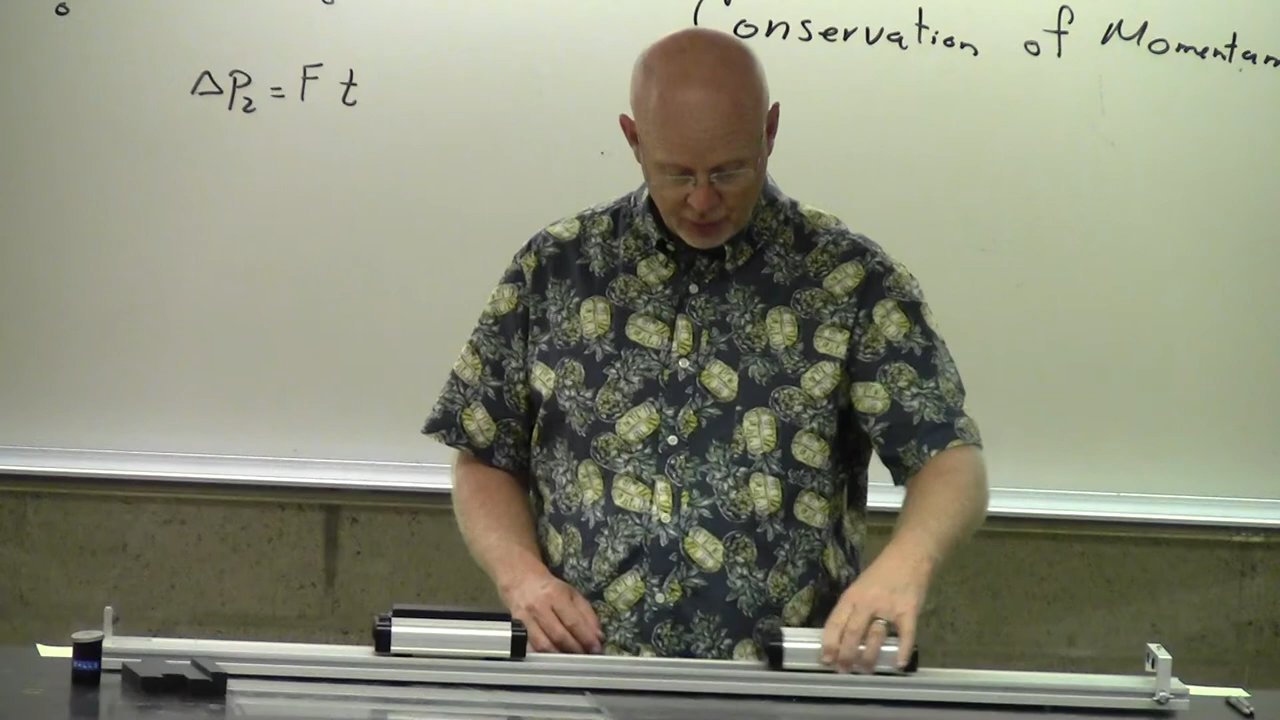 Conservation of Momentum
ΔP₂ = F t